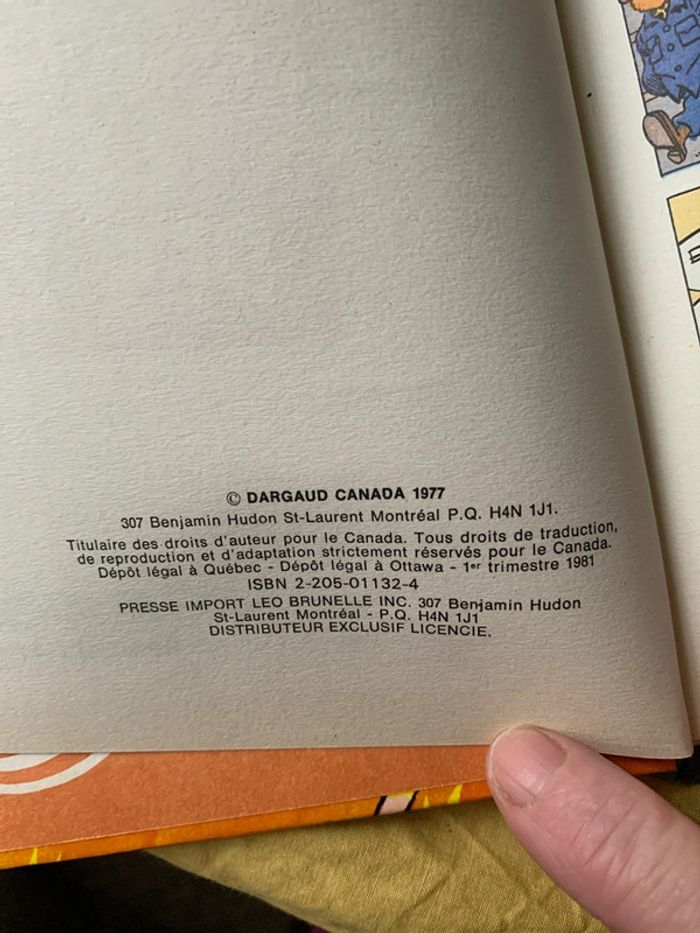 © DARGAUD CANADA 1977
307 Benjamin Hudon St-Laurent Montréal P.Q. H4N 1J1.
Titulaire des droits d'auteur pour le Canada. Tous droits de traduction,
de reproduction et d'adaptation strictement réservés pour le Canada.
Dépôt légal à Québec - Dépôt légal à Ottawa - 1er trimestre 1981
ISBN 2-205-01132-4
PRESSE IMPORT LEO BRUNELLE INC. 307 Benjamin Hudon
St-Laurent Montréal - P.Q. H4N 1J1
DISTRIBUTEUR EXCLUSIF LICENCIE.